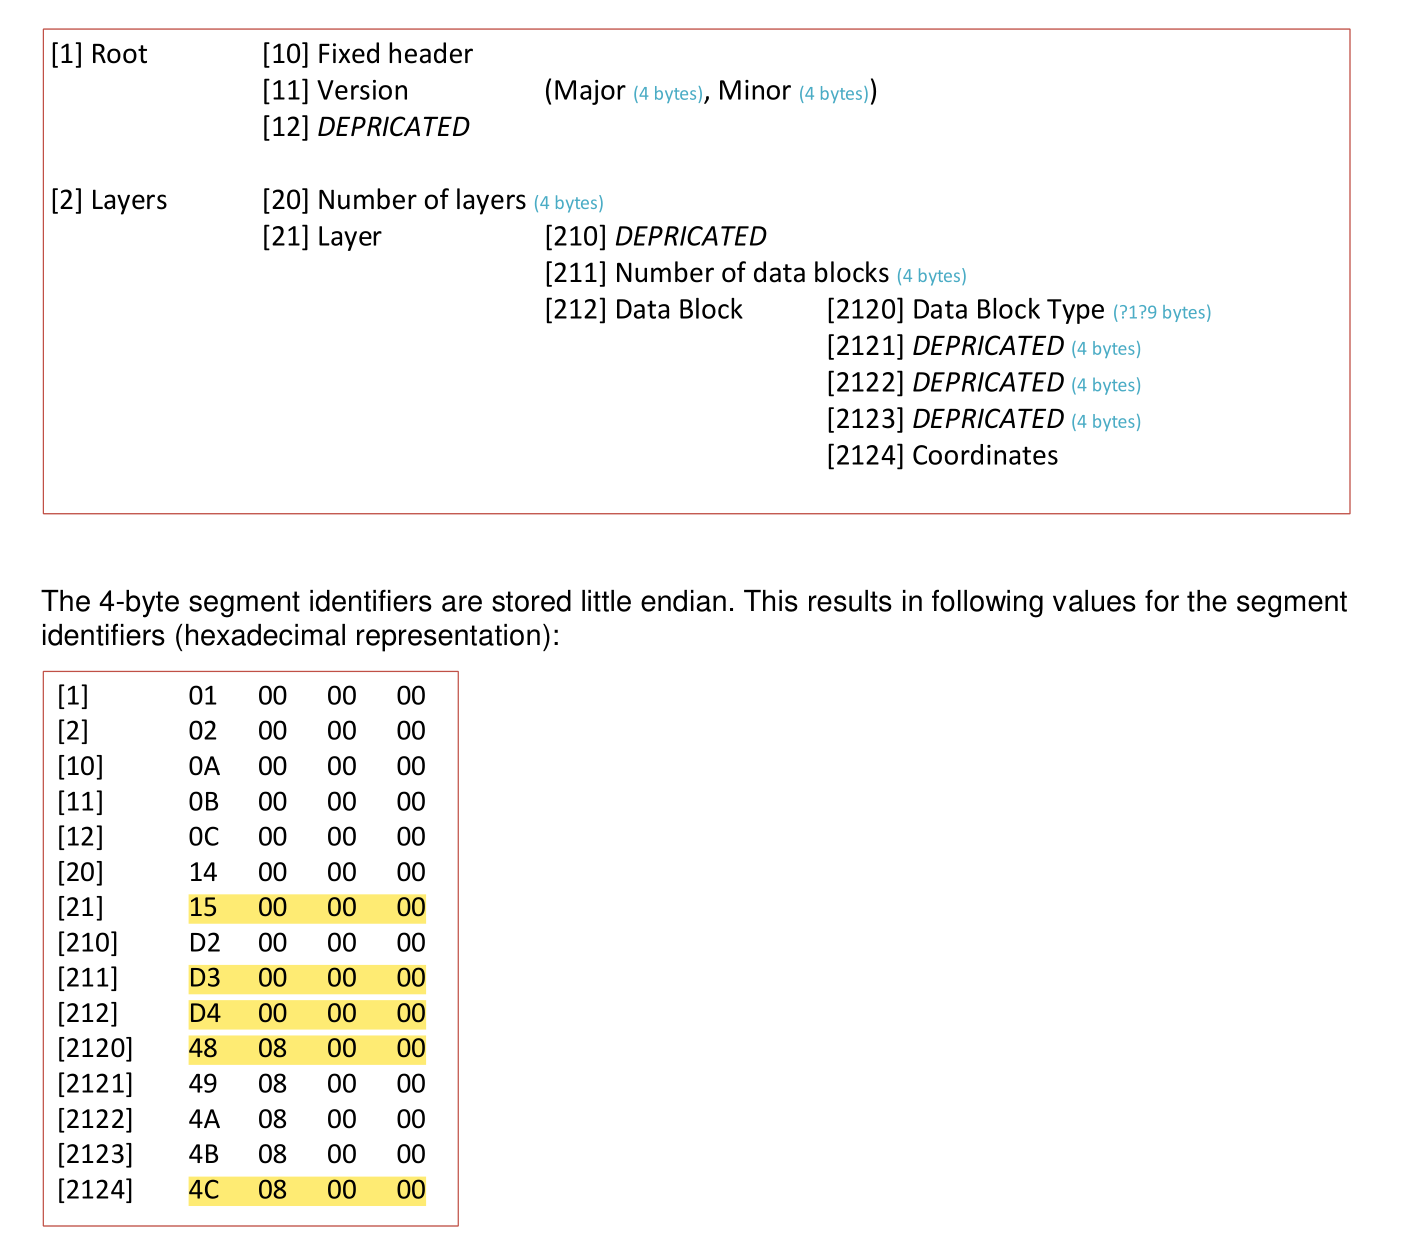 [1] Root [10] Fixed header
[11] Version (Major (4 bytes), Minor (4 bytes))
[12] DEPRICATED
[2] Layers [20] Number of layers (4 bytes)
[21] Layer [210] DEPRICATED
[211] Number of data blocks (4 bytes)
[212] Data Block [2120] Data Block Type (?1?9 bytes)
[2121] DEPRICATED (4 bytes)
[2122] DEPRICATED (4 bytes)
[2123] DEPRICATED (4 bytes)
[2124] Coordinates
The 4-byte segment identifiers are stored little endian. This results in following values for the segment
identifiers (hexadecimal representation):
[1] 01 00 00 00
[2] 02 00 00 00
[10] 0A 00 00 00
[11] 0B 00 00 00
[12] 0C 00 00 00
[20] 14 00 00 00
[21] 15 00 00 00
[210] D2 00 00 00
[211] D3 00 00 00
[212] D4 00 00 00
[2120] 48 08 00 00
[2121] 49 08 00 00
[2122] 4A 08 00 00
[2123] 4B 08 00 00
[2124] 4C 08 00 00